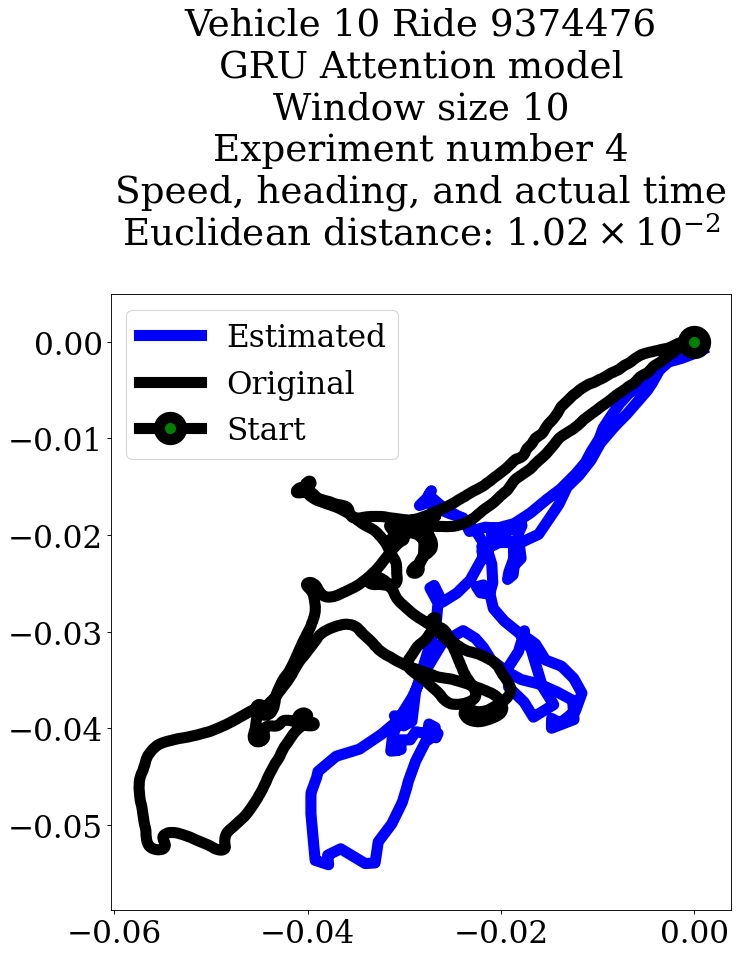 Vehicle 10 Ride 9374476
GRU Attention model
Window size 10
Experiment number 4
Speed, heading, and actual time
Euclidean distance: 1.02 × 10⁻²
Estimated
Original
Start
0.00
−0.01
−0.02
−0.03
−0.04
−0.05
−0.06
−0.04
−0.02
0.00